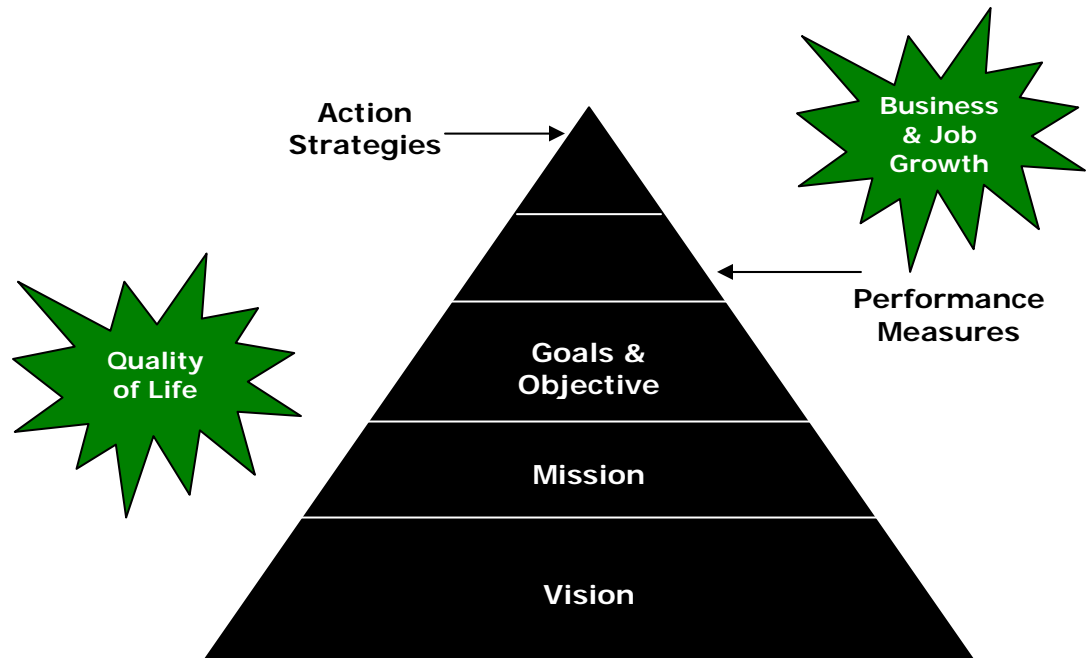 Action
Strategies
Business
& Job
Growth
Performance
Measures
Quality
of Life
Goals &
Objective
Mission
Vision